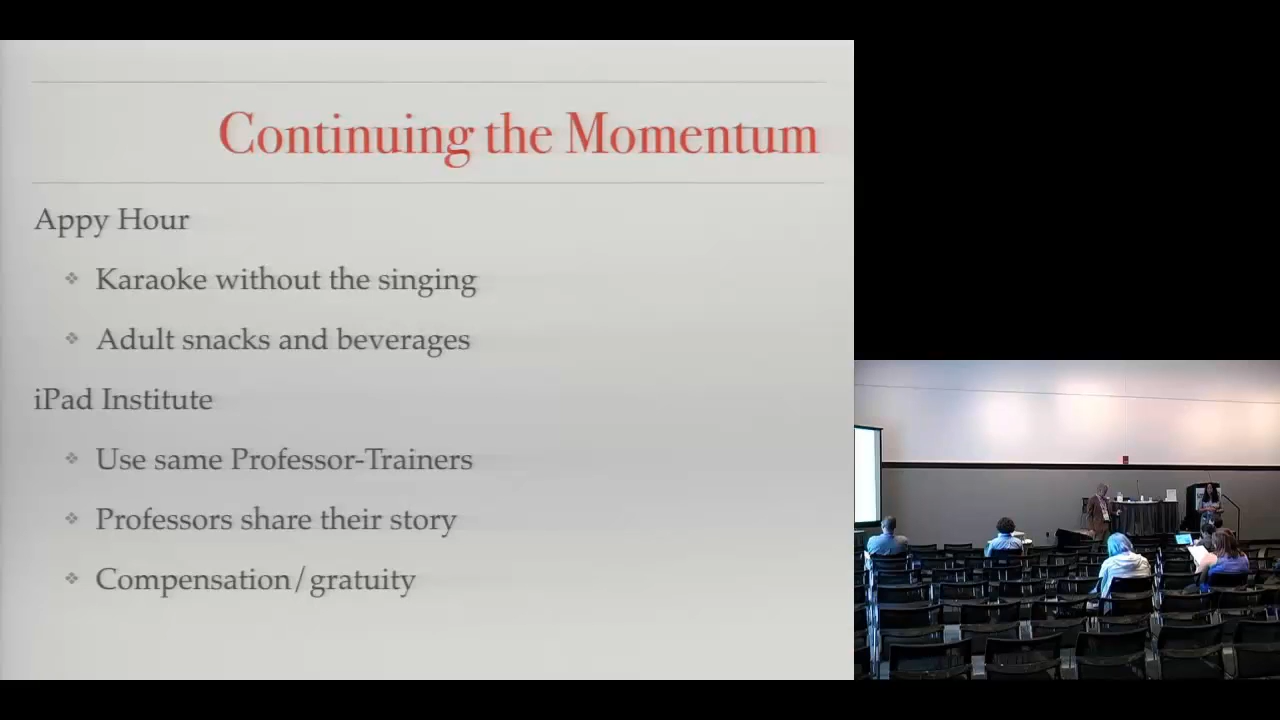 Continuing the Momentum
Appy Hour
Karaoke without the singing
Adult snacks and beverages
iPad Institute
Use same Professor-Trainers
Professors share their story
Compensation/gratuity